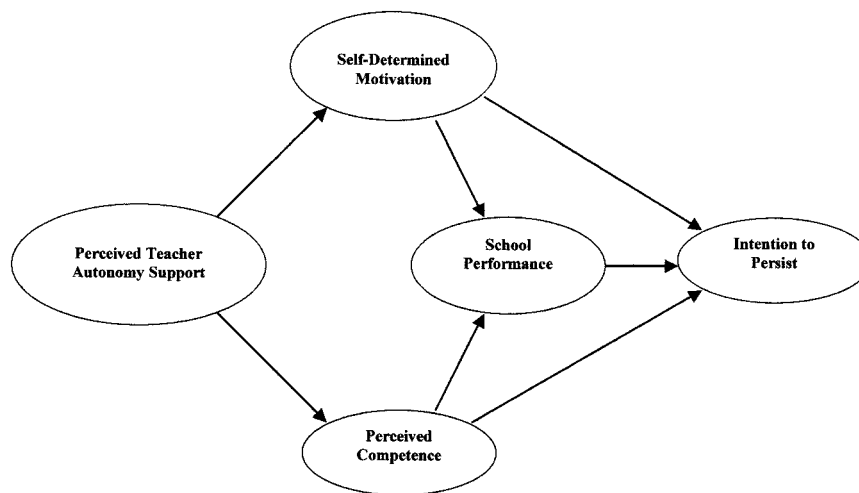 Self-Determined
Motivation
Perceived Teacher
Autonomy Support
School
Performance
Intention to
Persist
Perceived
Competence